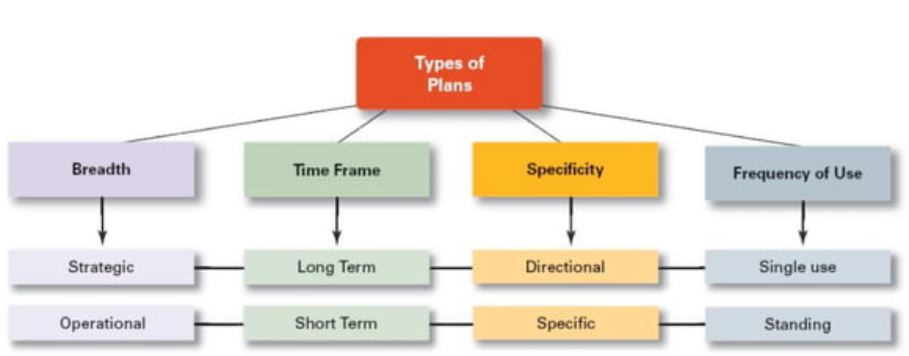 Types of
Plans
Breadth
Time Frame
Specificity
Frequency of Use
Strategic
Long Term
Directional
Single use
Operational
Short Term
Specific
Standing